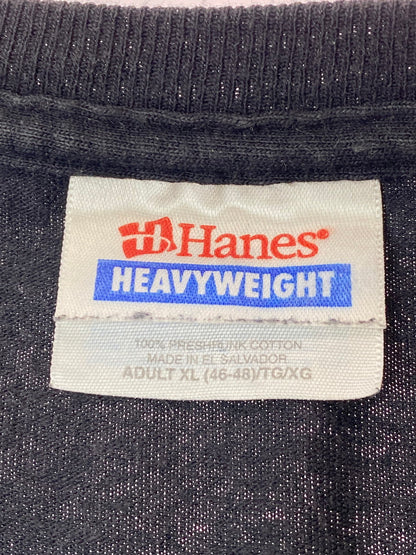 H Hanes®
HEAVYWEIGHT
100% PRESHRUNK COTTON
MADE IN EL SALVADOR
ADULT XL (46-48)/TG/XG